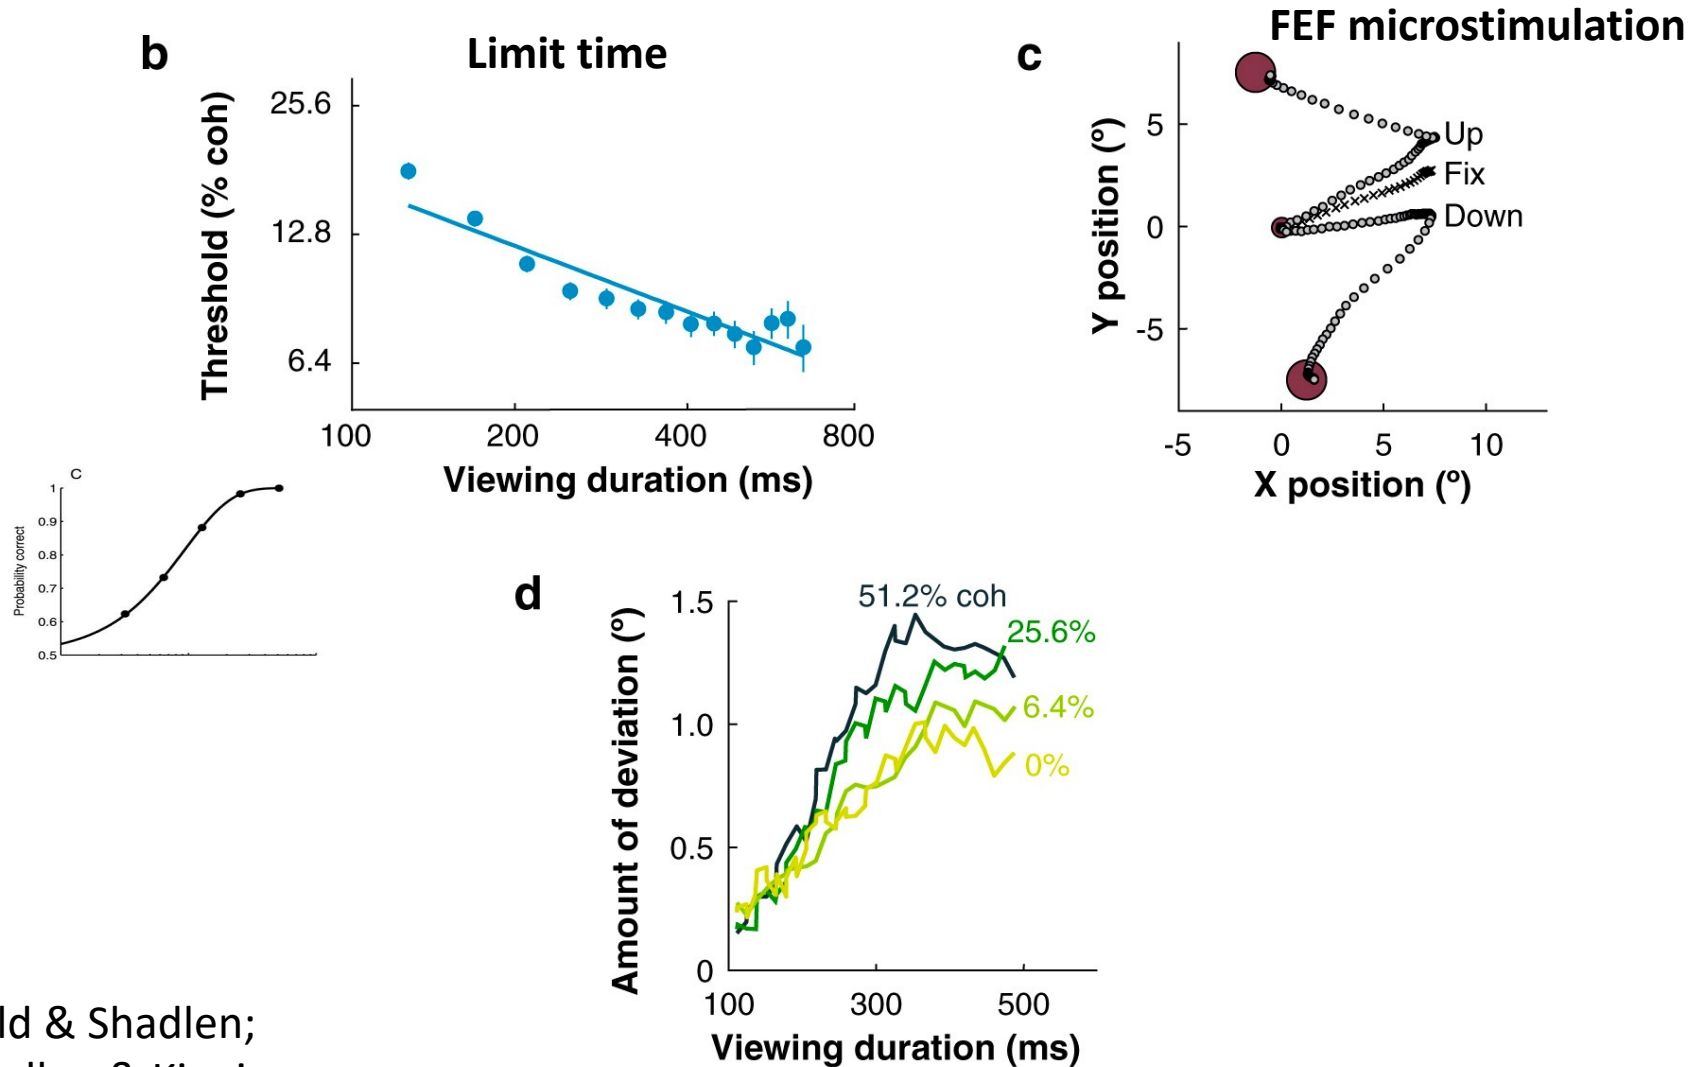 b
Limit time
Threshold (% coh)
25.6
12.8
6.4
100 200 400 800
Viewing duration (ms)
c
FEF microstimulation
Y position (º)
5
0
-5
Up
Fix
Down
-5 0 5 10
X position (º)
C
Probability correct
1
0.9
0.8
0.7
0.6
0.5
d
Amount of deviation (º)
1.5
1.0
0.5
0
51.2% coh
25.6%
6.4%
0%
100 300 500
Viewing duration (ms)
ld & Shadlen;